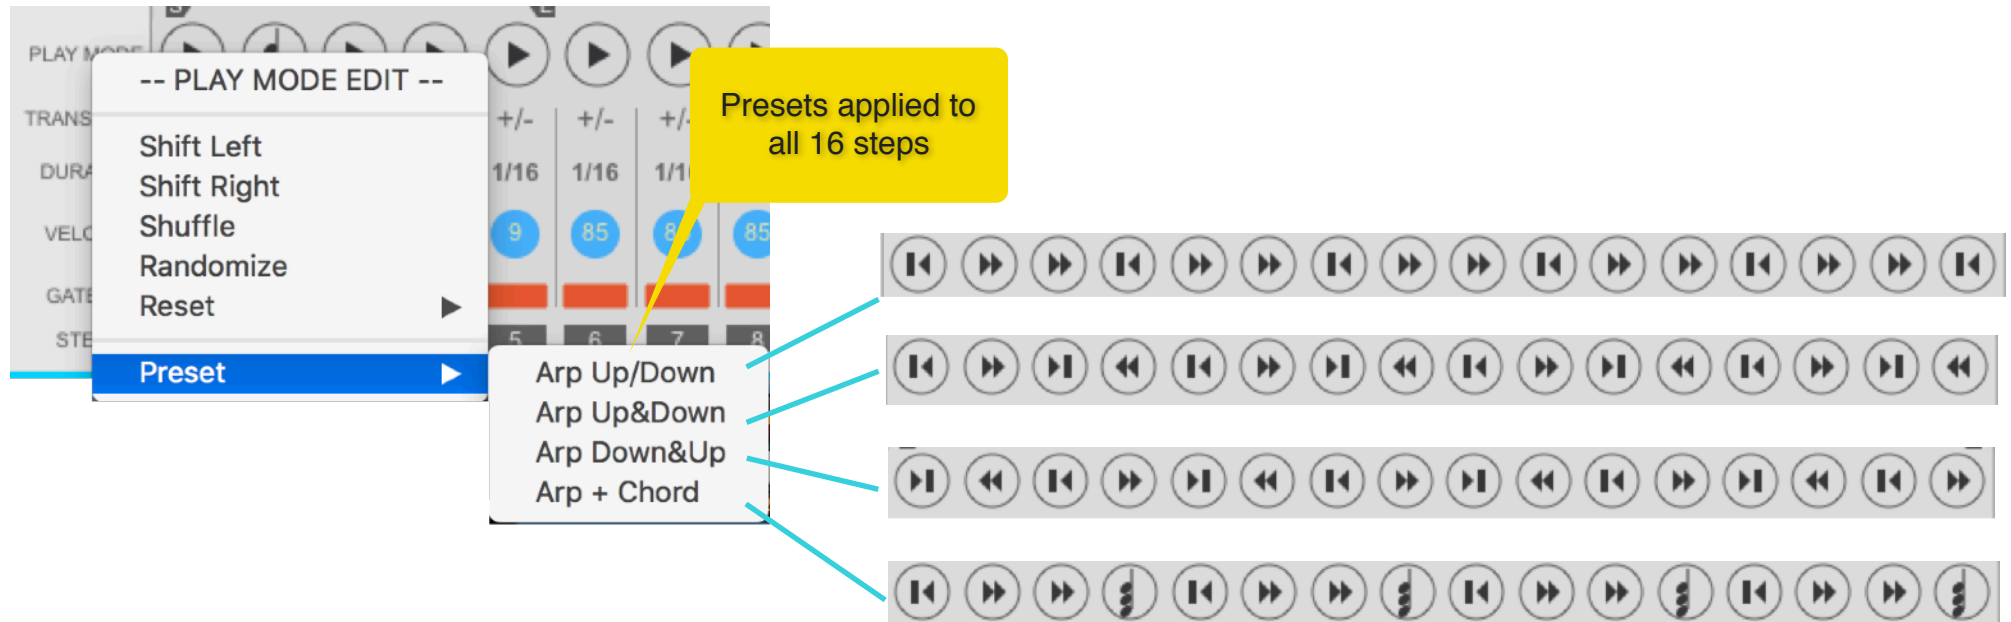 S
E
PLAY MODE
-- PLAY MODE EDIT --
TRANS
+/-
+/-
+/-
Presets applied to
all 16 steps
Shift Left
DURA
Shift Right
1/16
1/16
1/1
Shuffle
VELO
9
85
85
Randomize
GATE
Reset
STE
5
6
7
8
Preset
Arp Up/Down
Arp Up&Down
Arp Down&Up
Arp + Chord